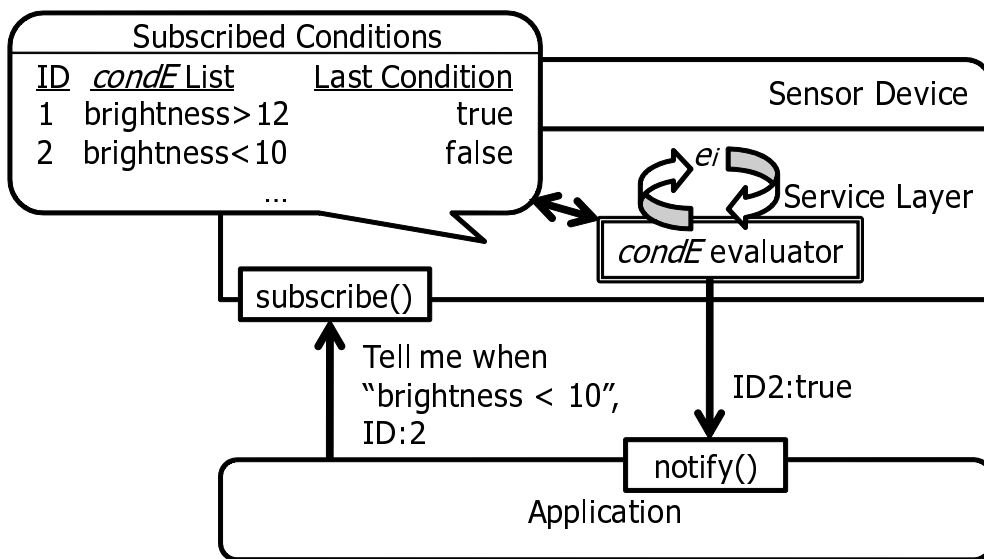 Subscribed Conditions
ID condE List Last Condition
1 brightness>12 true
2 brightness<10 false
...
Sensor Device
ei
Service Layer
condE evaluator
subscribe()
Tell me when
“brightness < 10”,
ID:2
ID2:true
notify()
Application